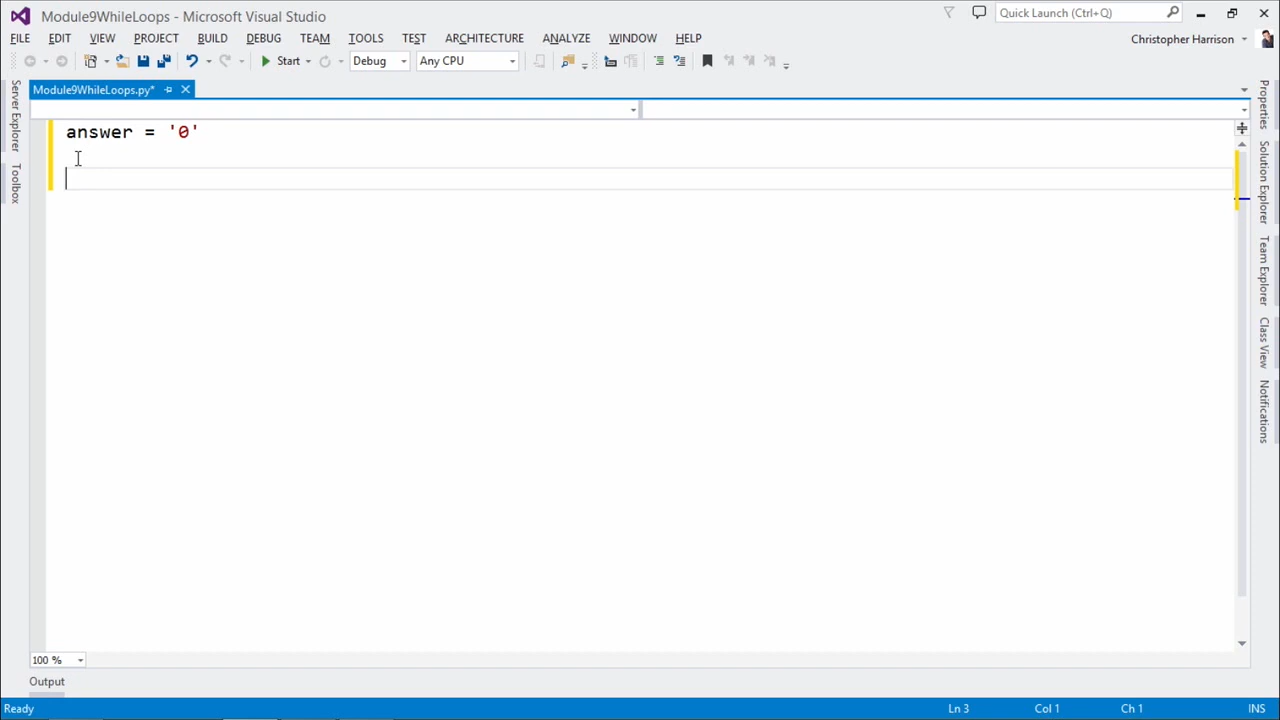 Module9WhileLoops - Microsoft Visual Studio
Quick Launch (Ctrl+Q)
FILE EDIT VIEW PROJECT BUILD DEBUG TEAM TOOLS TEST ARCHITECTURE ANALYZE WINDOW HELP
Christopher Harrison
Start Debug Any CPU
Module9WhileLoops.py*
answer = '0'
Server Explorer
Toolbox
Properties
Solution Explorer
Team Explorer
Class View
Notifications
100 %
Output
Ready Ln 3 Col 1 Ch 1 INS